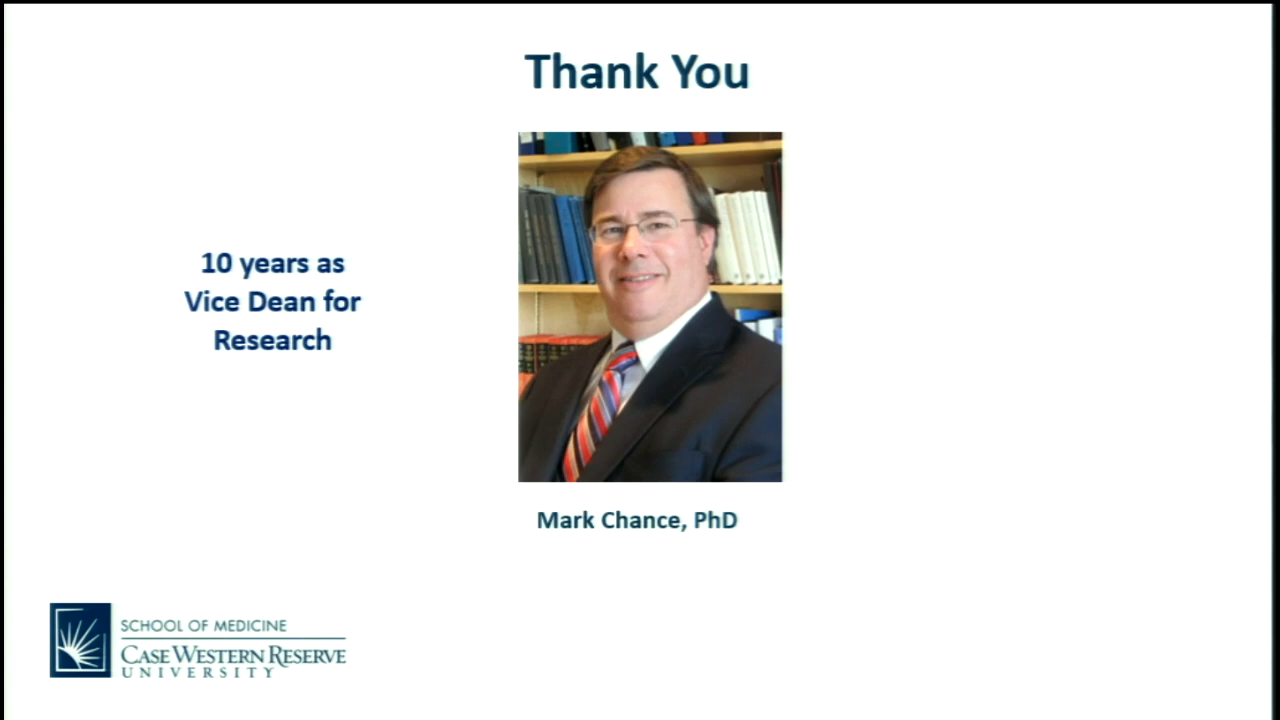 Thank You
10 years as
Vice Dean for
Research
Mark Chance, PhD
SCHOOL OF MEDICINE
CASE WESTERN RESERVE
UNIVERSITY